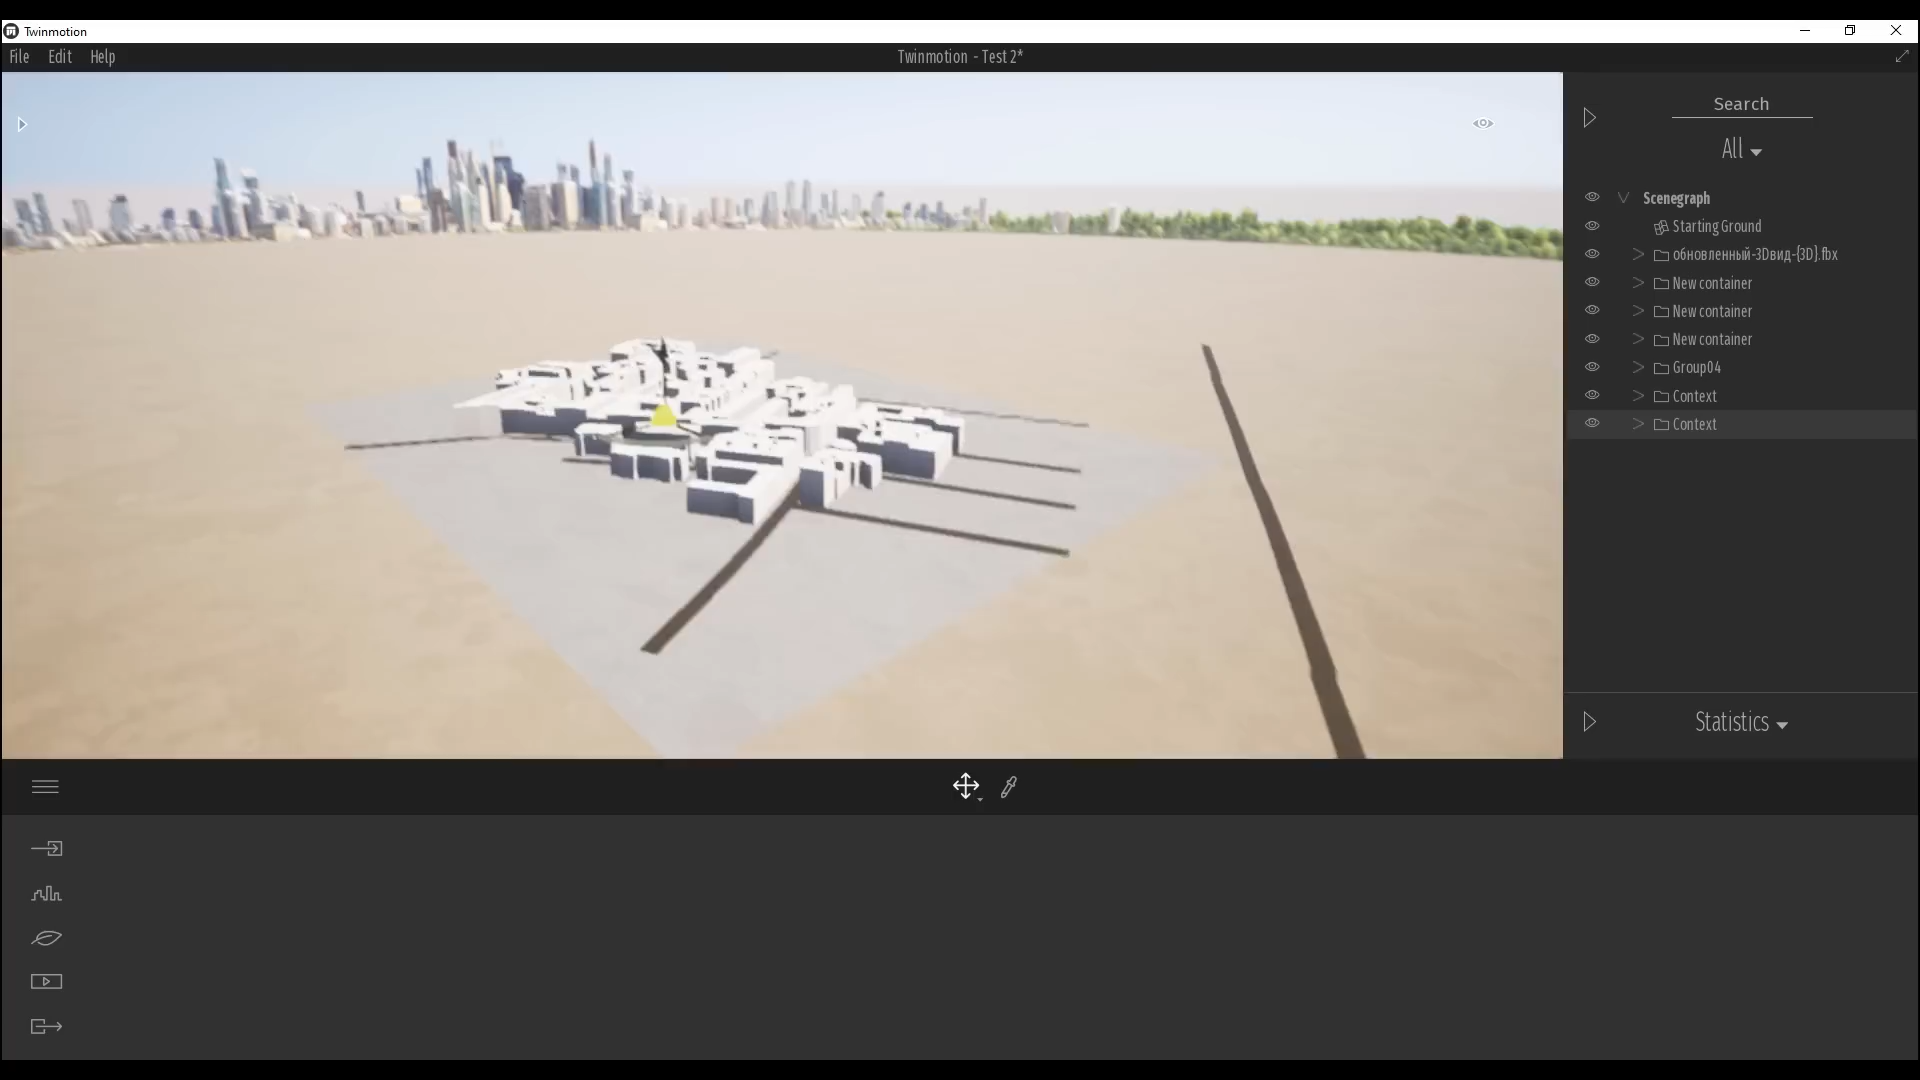 Twinmotion
File Edit Help
Twinmotion - Test 2*
Search
All
Scenegraph
Starting Ground
обновленный-3Dвид-{3D}.fbx
New container
New container
New container
Group04
Context
Context
Statistics